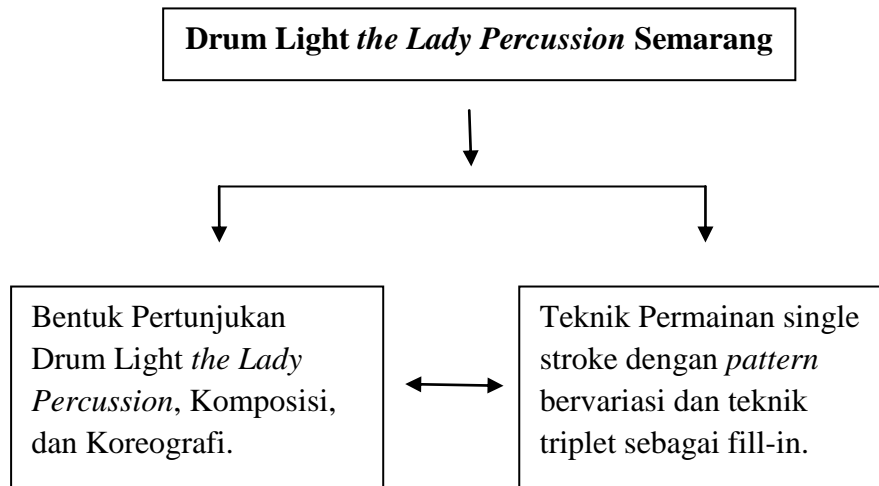 Drum Light the Lady Percussion Semarang
Bentuk Pertunjukan
Drum Light the Lady
Percussion, Komposisi,
dan Koreografi.
Teknik Permainan single
stroke dengan pattern
bervariasi dan teknik
triplet sebagai fill-in.